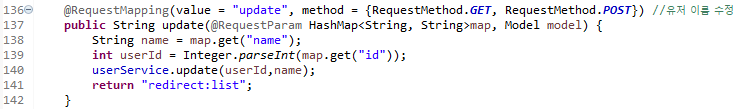 136 @RequestMapping(value = "update", method = {RequestMethod.GET, RequestMethod.POST}) //유저 이름 수정
137 public String update(@RequestParam HashMap<String, String>map, Model model) {
138 String name = map.get("name");
139 int userId = Integer.parseInt(map.get("id"));
140 userService.update(userId,name);
141 return "redirect:list";
142 }